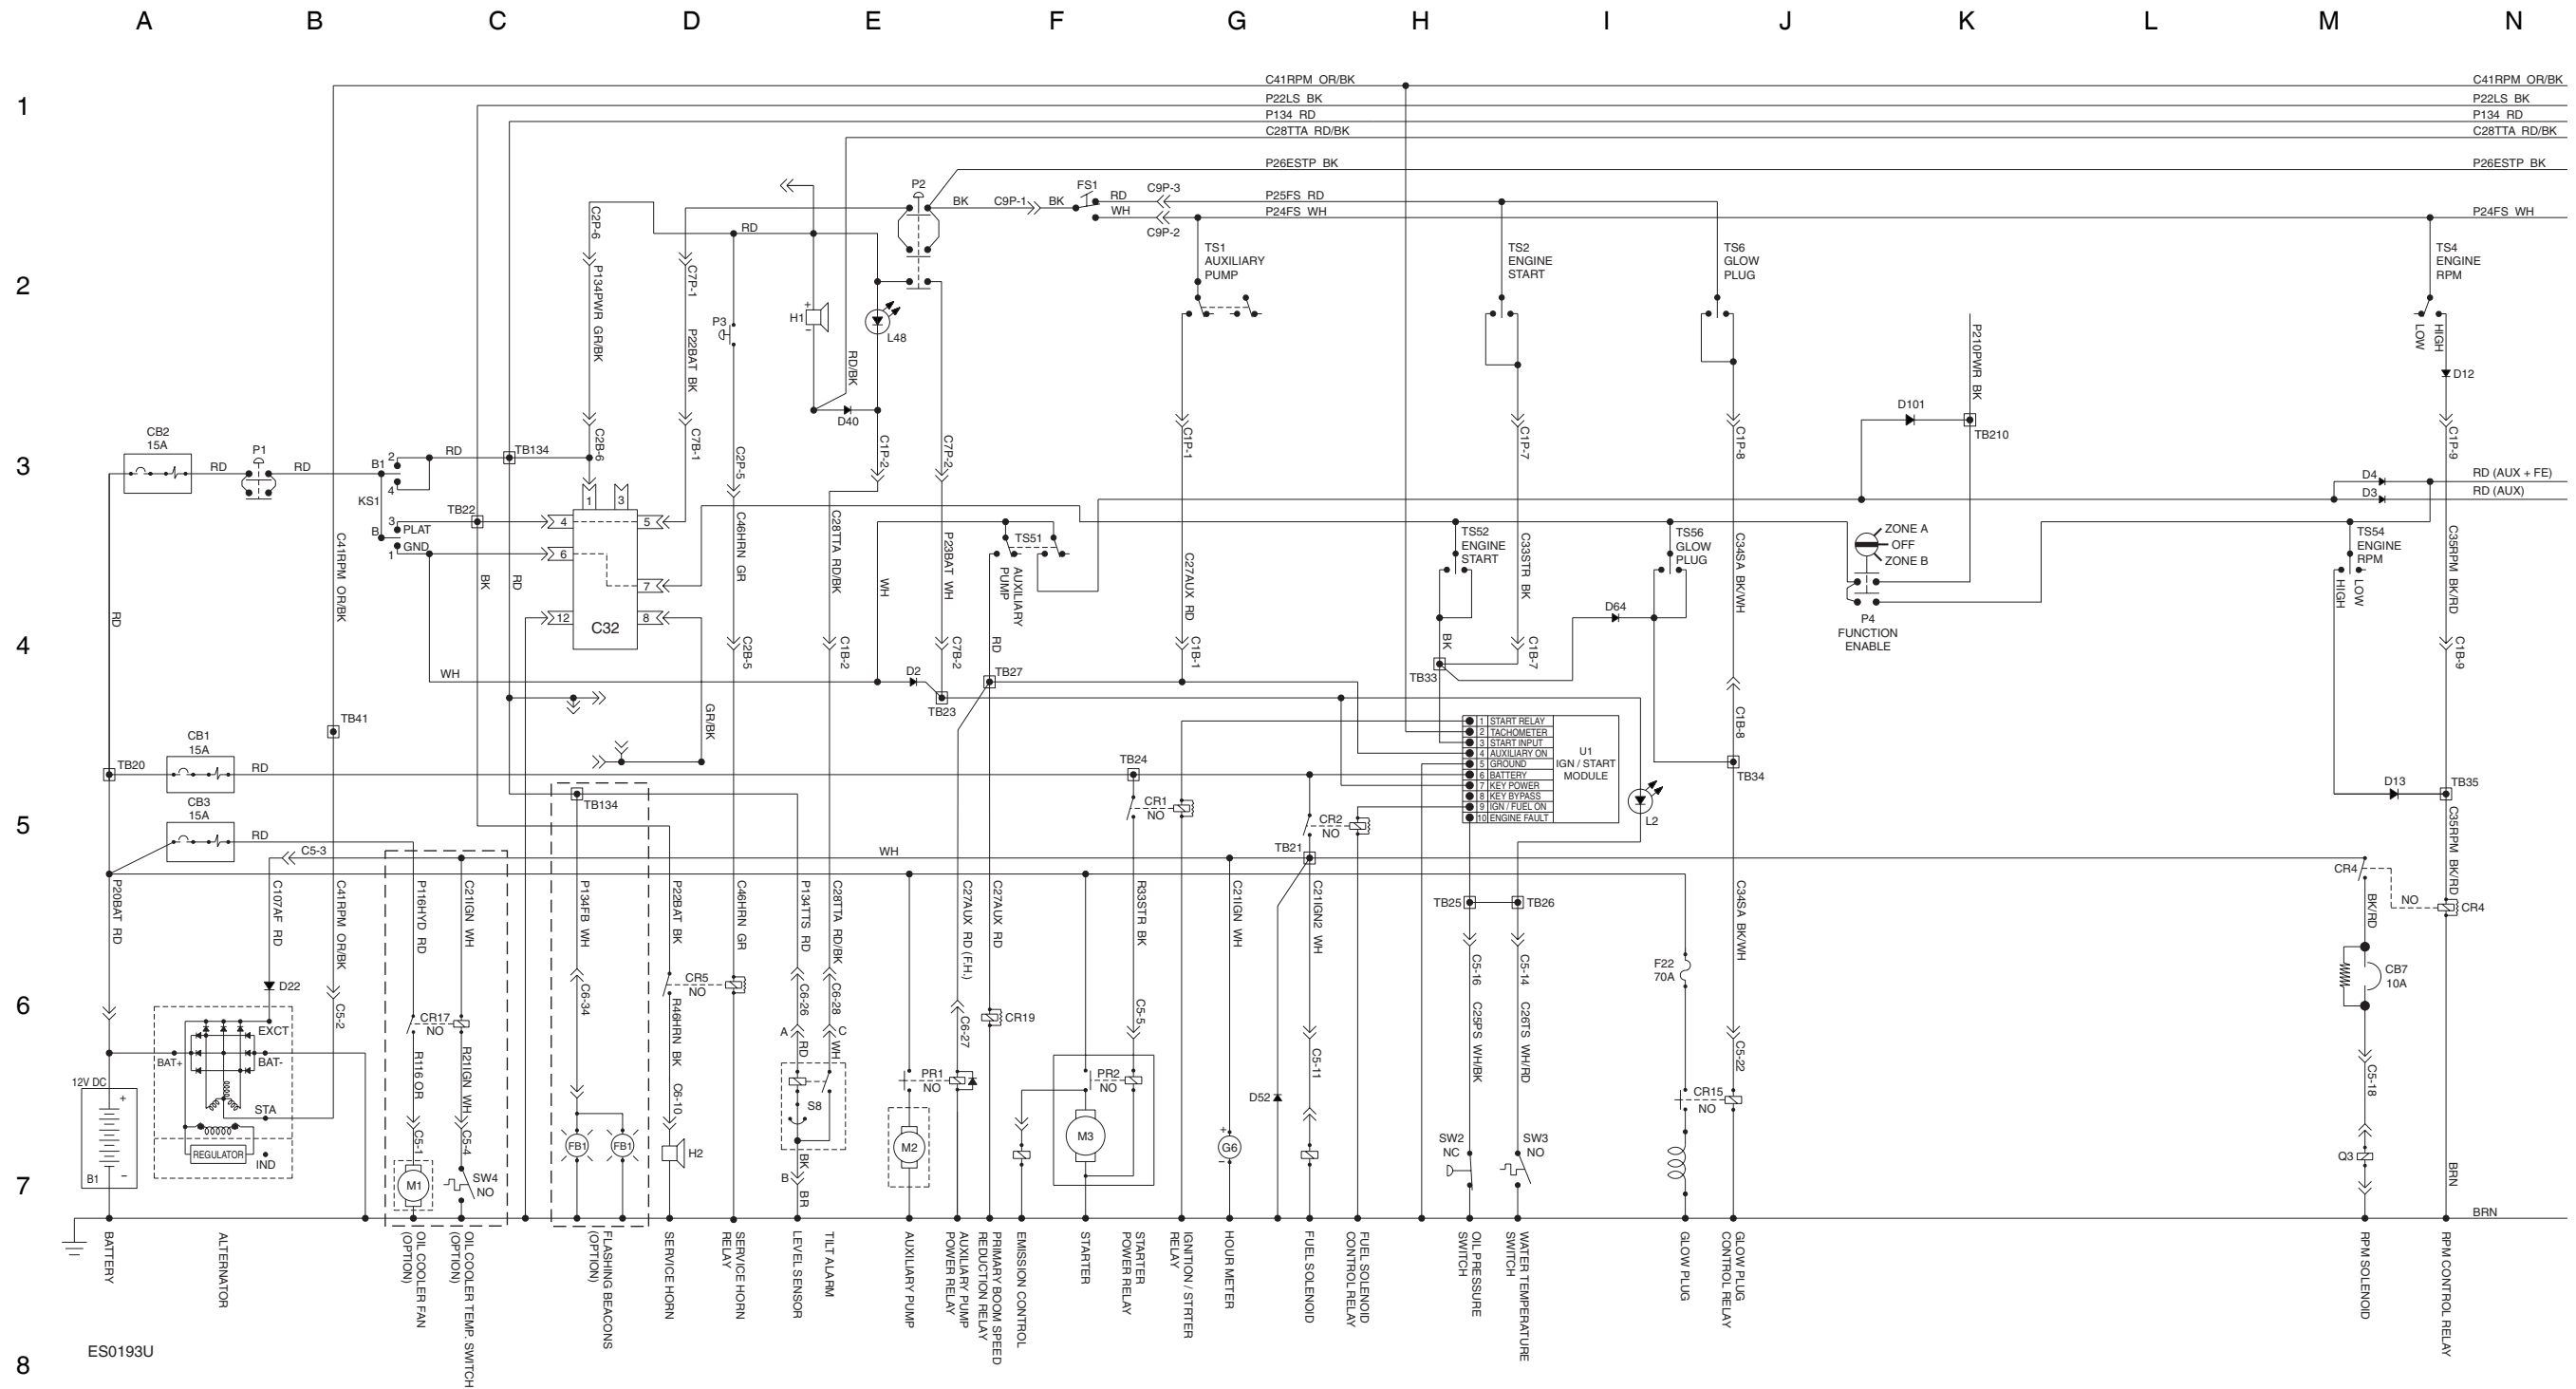 A B C D E F G H I J K L M N
1
C41RPM OR/BK
C41RPM OR/BK
P22LS BK
P22LS BK
P134 RD
P134 RD
C28TTA RD/BK
C28TTA RD/BK
P26ESTP BK
P26ESTP BK
P2
BK
C9P-1
BK
FS1
RD
WH
C9P-3
C9P-2
P25FS RD
P24FS WH
P24FS WH
C2P-6
RD
2
P134PWR GR/BK
C7P-1
P22BAT BK
P3
+
H1
−
RD/BK
L48
D40
TS1
AUXILIARY
PUMP
TS2
ENGINE
START
TS6
GLOW
PLUG
TS4
ENGINE
RPM
LOW
HIGH
D12
P210PWR BK
D101
TB210
3
CB2
15A
RD
P1
RD
B1
2
4
KS1
B
3
PLAT
GND
1
RD
TB134
TB22
C2B-6
C7B-1
C2P-5
C1P-2
C7P-2
C1P-1
C1P-7
C1P-8
C1P-9
D4
D3
RD (AUX + FE)
RD (AUX)
1
3
4
5
6
7
12
8
C32
C41RPM OR/BK
BK
RD
C46HRN GR
C28TTA RD/BK
WH
P23BAT WH
TS51
AUXILIARY
PUMP
RD
C27AUX RD
TS52
ENGINE
START
BK
C33STR BK
TS56
GLOW
PLUG
D64
C34SA BK/WH
ZONE A
OFF
ZONE B
P4
FUNCTION
ENABLE
TS54
ENGINE
RPM
HIGH
LOW
C35RPM BK/RD
4
RD
WH
C2B-5
C1B-2
D2
C7B-2
TB23
TB27
C1B-1
TB33
C1B-7
C1B-8
C1B-9
GR/BK
TB41
TB20
CB1
15A
RD
TB24
1 START RELAY
2 TACHOMETER
3 START INPUT
4 AUXILIARY ON
5 GROUND
6 BATTERY
7 KEY POWER
8 KEY BYPASS
9 IGN / FUEL ON
10 ENGINE FAULT
U1
IGN / START
MODULE
TB34
D13
TB35
5
CB3
15A
RD
C5-3
TB134
WH
CR1
NO
CR2
NO
TB21
L2
CR4
NO
CR4
P20BAT RD
C107AF RD
C41RPM OR/BK
P116HYD RD
C21IGN WH
P134FB WH
P22BAT BK
C46HRN GR
P134TTS RD
C28TTA RD/BK
C27AUX RD (F.H.)
C27AUX RD
R33STR BK
C21IGN WH
C21IGN2 WH
TB25
TB26
C34SA BK/WH
BK/RD
C35RPM BK/RD
6
D22
C5-2
EXCT
BAT+
BAT-
STA
REGULATOR
IND
12V DC
+
B1
−
CR17
NO
R116 OR
R21IGN WH
C5-1
C5-4
M1
SW4
NO
C6-34
FB1
FB1
CR5
NO
R46HRN BK
C6-10
H2
C6-26
C6-28
A
C
RD
WH
S8
BK
B
BR
PR1
NO
M2
C6-27
CR19
C5-5
PR2
NO
M3
G6
+
−
D52
C5-11
C5-16
C5-14
C25PS WH/BK
C26TS WH/RD
SW2
NC
SW3
NO
F22
70A
CR15
NO
C5-22
CB7
10A
C5-18
Q3
7
BRN
BRN
BATTERY
ALTERNATOR
OIL COOLER FAN
(OPTION)
OIL COOLER TEMP. SWITCH
(OPTION)
FLASHING BEACONS
(OPTION)
SERVICE HORN
SERVICE HORN
RELAY
LEVEL SENSOR
TILT ALARM
AUXILIARY PUMP
AUXILIARY PUMP
POWER RELAY
PRIMARY BOOM SPEED
REDUCTION RELAY
EMISSION CONTROL
STARTER
STARTER
POWER RELAY
IGNITION / STRTER
RELAY
HOUR METER
FUEL SOLENOID
FUEL SOLENOID
CONTROL RELAY
OIL PRESSURE
SWITCH
WATER TEMPERATURE
SWITCH
GLOW PLUG
GLOW PLUG
CONTROL RELAY
RPM SOLENOID
RPM CONTROL RELAY
8
ES0193U